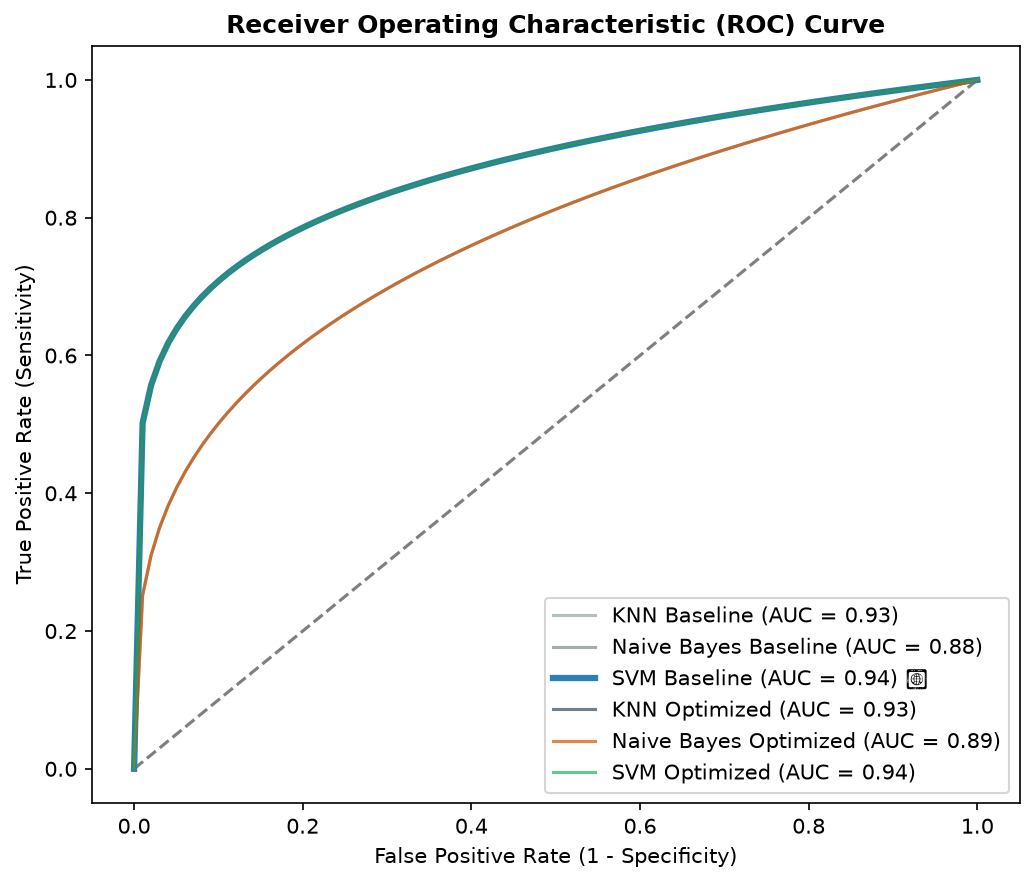 Receiver Operating Characteristic (ROC) Curve
True Positive Rate (Sensitivity)
1.0
0.8
0.6
0.4
0.2
0.0
KNN Baseline (AUC = 0.93)
Naive Bayes Baseline (AUC = 0.88)
SVM Baseline (AUC = 0.94)
KNN Optimized (AUC = 0.93)
Naive Bayes Optimized (AUC = 0.89)
SVM Optimized (AUC = 0.94)
0.0 0.2 0.4 0.6 0.8 1.0
False Positive Rate (1 - Specificity)